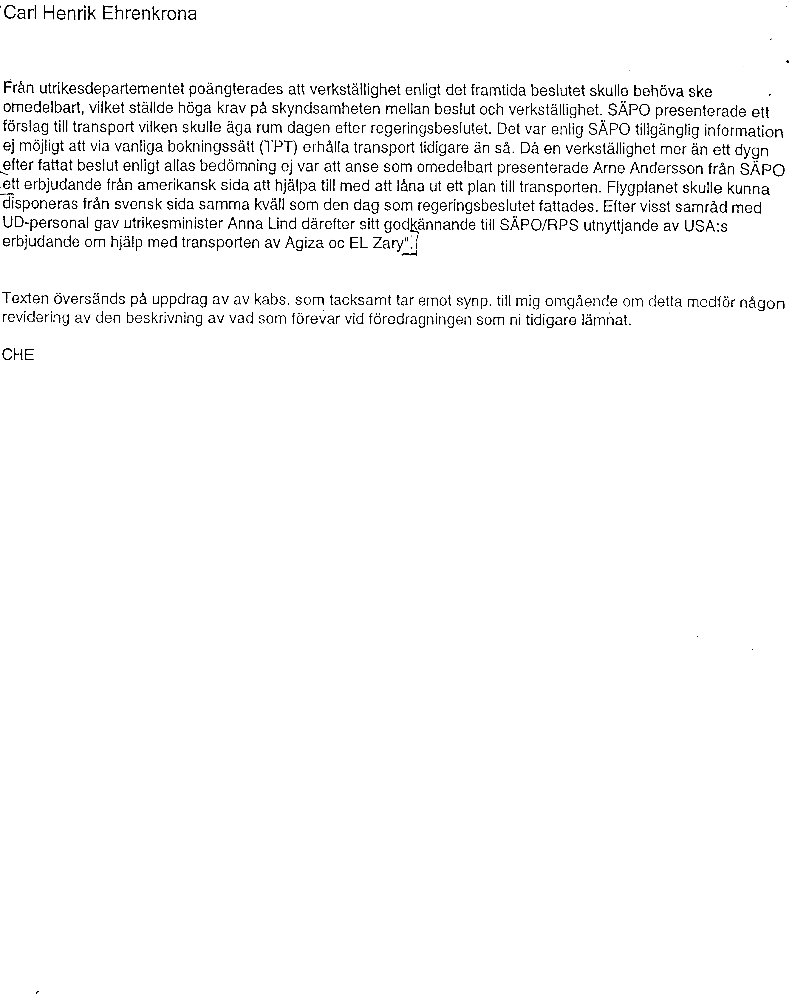 Carl Henrik Ehrenkrona
Från utrikesdepartementet poängterades att verkställighet enligt det framtida beslutet skulle behöva ske
omedelbart, vilket ställde höga krav på skyndsamheten mellan beslut och verkställighet. SÄPO presenterade ett
förslag till transport vilken skulle äga rum dagen efter regeringsbeslutet. Det var enlig SÄPO tillgänglig information
ej möjligt att via vanliga bokningssätt (TPT) erhålla transport tidigare än så. Då en verkställighet mer än ett dygn
efter fattat beslut enligt allas bedömning ej var att anse som omedelbart presenterade Arne Andersson från SÄPO
ett erbjudande från amerikansk sida att hjälpa till med att låna ut ett plan till transporten. Flygplanet skulle kunna
disponeras från svensk sida samma kväll som den dag som regeringsbeslutet fattades. Efter visst samråd med
UD-personal gav utrikesminister Anna Lind därefter sitt godkännande till SÄPO/RPS utnyttjande av USA:s
erbjudande om hjälp med transporten av Agiza oc EL Zary".
Texten översänds på uppdrag av av kabs. som tacksamt tar emot synp. till mig omgående om detta medför någon
revidering av den beskrivning av vad som förevar vid föredragningen som ni tidigare lämnat.
CHE